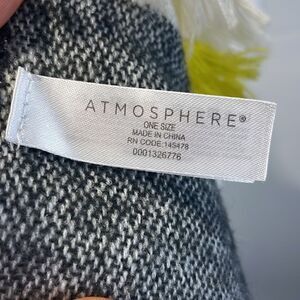 ATMOSPHERE®
ONE SIZE
MADE IN CHINA
RN CODE: 145478
0001326776